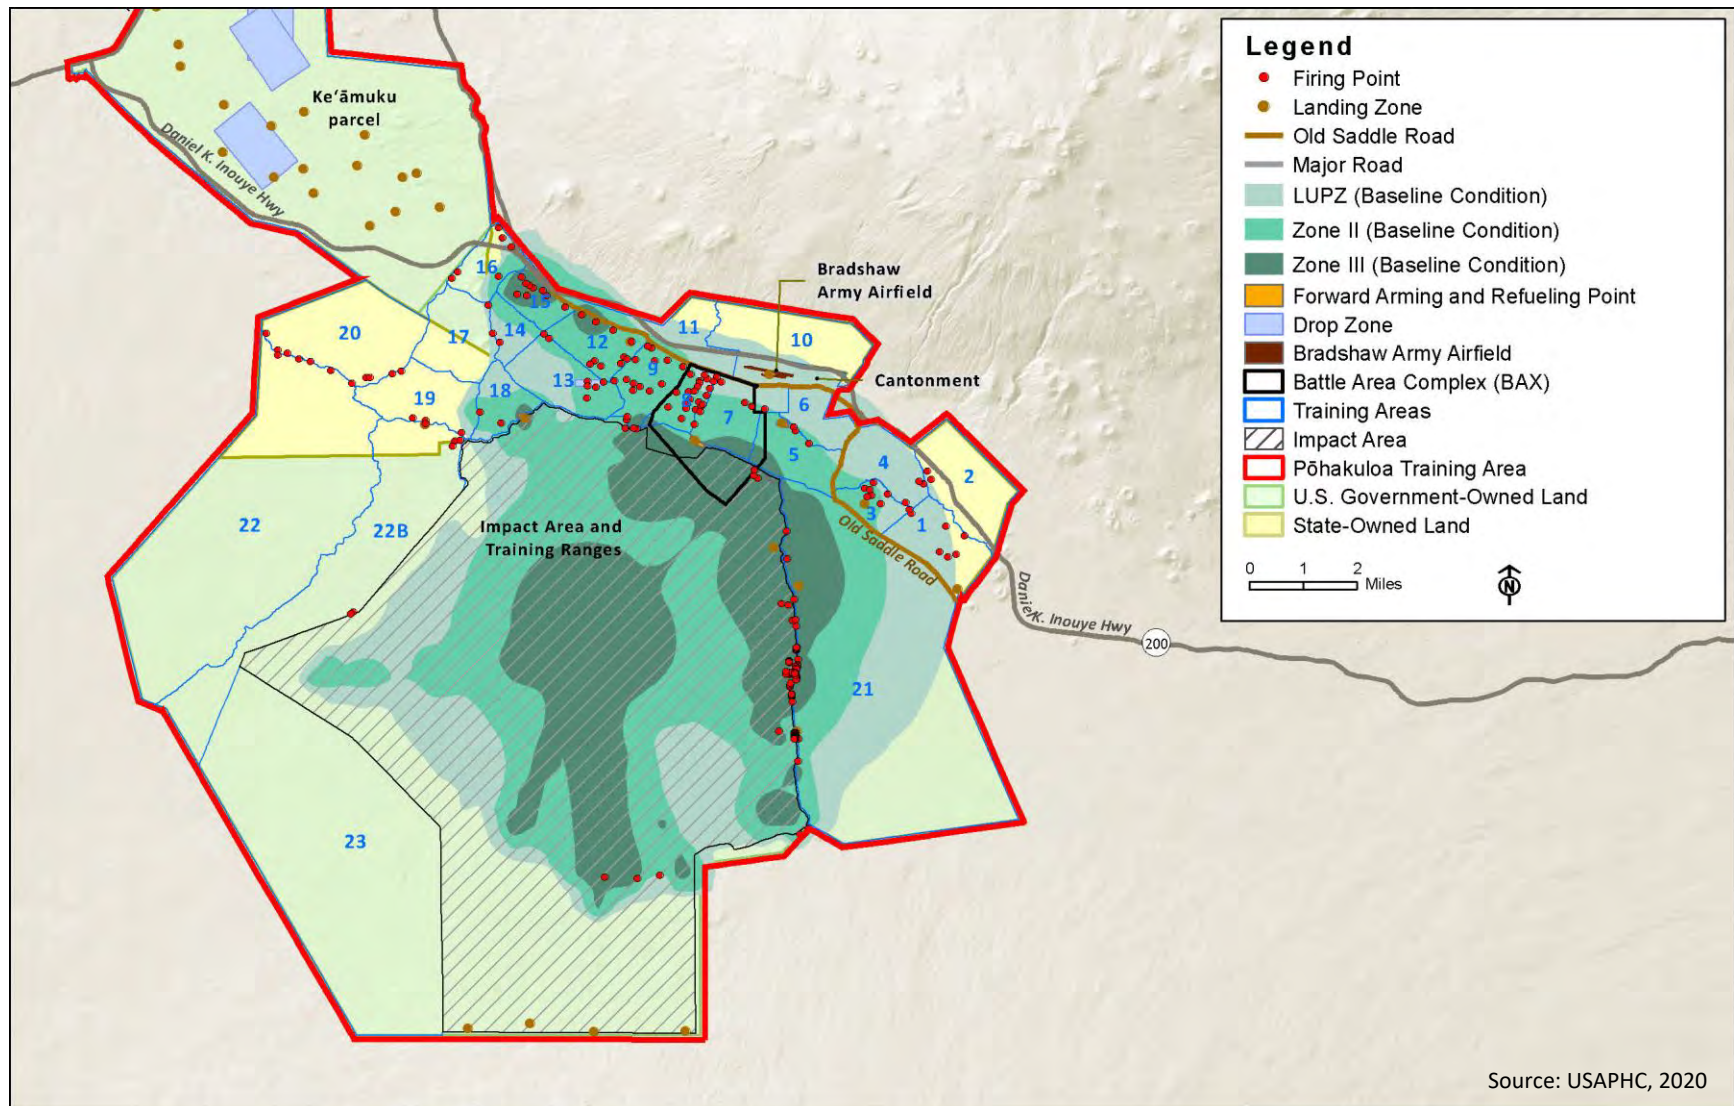 Legend
Firing Point
Landing Zone
Old Saddle Road
Major Road
LUPZ (Baseline Condition)
Zone II (Baseline Condition)
Zone III (Baseline Condition)
Forward Arming and Refueling Point
Drop Zone
Bradshaw Army Airfield
Battle Area Complex (BAX)
Training Areas
Impact Area
Pōhakuloa Training Area
U.S. Government-Owned Land
State-Owned Land
0 1 2 Miles
N
Keʻāmuku
parcel
Daniel K. Inouye Hwy
Bradshaw
Army Airfield
Cantonment
16
15
11
10
20
17
14
12
9
13
18
19
8
7
6
5
4
2
3
1
22
22B
Impact Area and
Training Ranges
Old Saddle Road
Daniel K. Inouye Hwy
200
21
23
Source: USAPHC, 2020